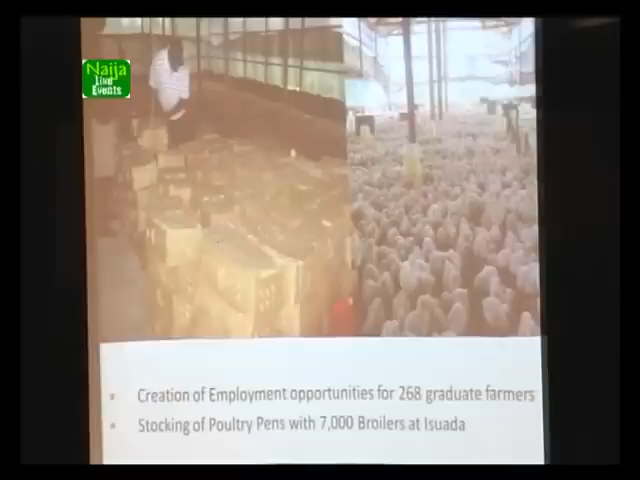 Naija
Live
Events
• Creation of Employment opportunities for 268 graduate farmers
• Stocking of Poultry Pens with 7,000 Broilers at Isuada